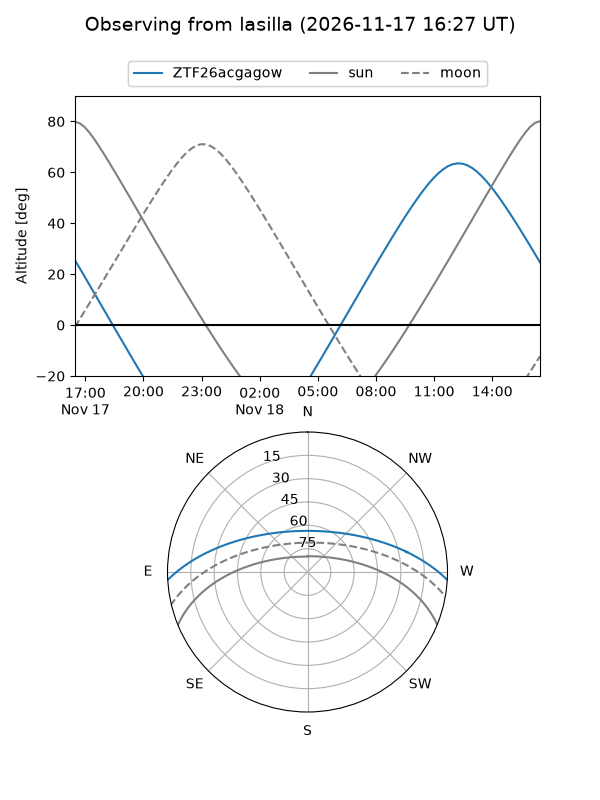 Observing from lasilla (2026-11-17 16:27 UT)
ZTF26acgagow sun moon
Altitude [deg]
80
60
40
20
0
−20
17:00 20:00 23:00 02:00 05:00 08:00 11:00 14:00
Nov 17 Nov 18
N
NE NW
15
30
45
60
75
E W
SE SW
S